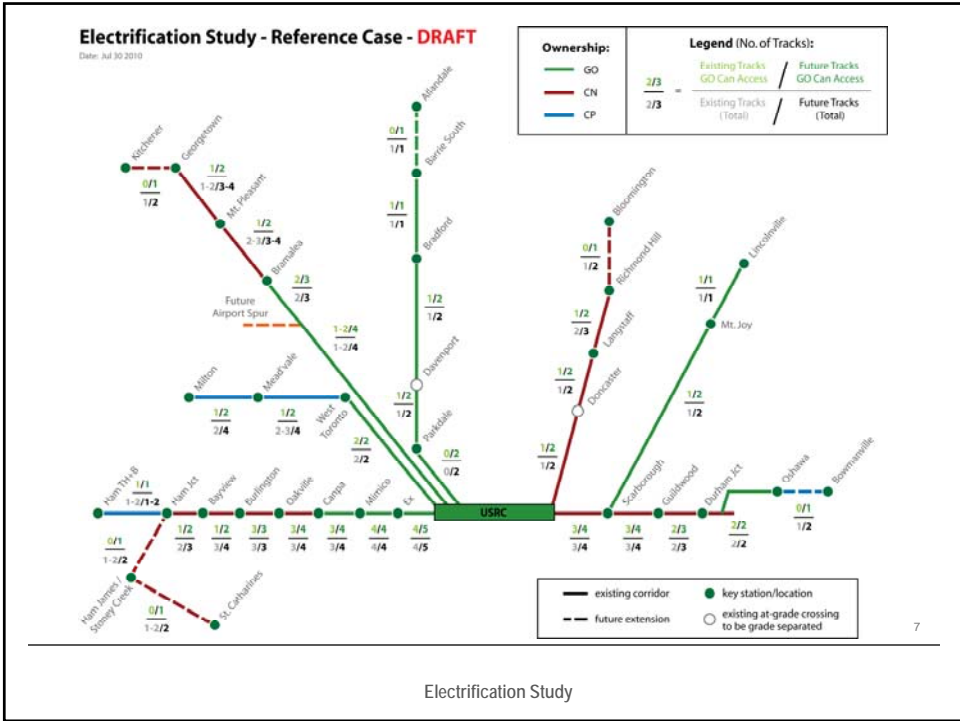 Electrification Study - Reference Case - DRAFT
Date: Jul 30 2010
Ownership:
GO
CN
CP
Legend (No. of Tracks):
2/3
2/3
=
Existing Tracks
GO Can Access
/
Future Tracks
GO Can Access
Existing Tracks
(Total)
/
Future Tracks
(Total)
Kitchener
0/1
1/2
Georgetown
1/2
1-2/3-4
Mt. Pleasant
1/2
2-3/3-4
Bramalea
2/3
2/3
Future
Airport Spur
1-2/4
1-2/4
Allandale
0/1
1/1
Barrie South
1/1
1/1
Bradford
1/2
1/2
Davenport
1/2
1/2
Parkdale
0/2
0/2
Bloomington
0/1
1/2
Richmond Hill
1/2
2/3
Langstaff
1/2
1/2
Doncaster
1/2
1/2
Lincolnville
1/1
1/1
Mt. Joy
1/2
1/2
Milton
1/2
2/4
Mead'vale
1/2
2-3/4
West
Toronto
2/2
2/2
Ham TH+B
1/1
1-2/1-2
Ham Jct
1/2
2/3
Bayview
1/2
3/4
Burlington
3/3
3/3
Oakville
3/4
3/4
Canpa
3/4
3/4
Mimico
4/4
4/4
Ex
4/5
4/5
USRC
3/4
3/4
Scarborough
3/4
3/4
Guildwood
2/3
2/3
Durham Jct
2/2
2/2
Oshawa
0/1
1/2
Bowmanville
0/1
1-2/2
Ham James /
Stoney Creek
0/1
1-2/2
St. Catharines
existing corridor
future extension
key station/location
existing at-grade crossing
to be grade separated
7
Electrification Study